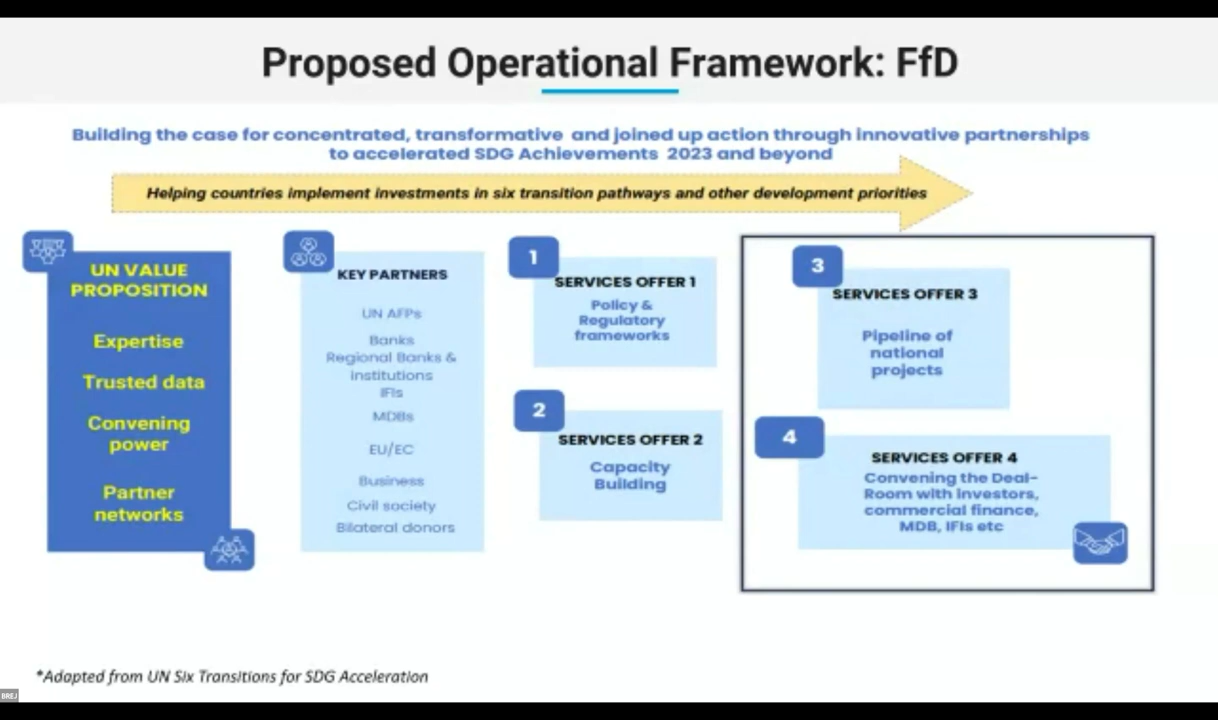 Proposed Operational Framework: FfD
Building the case for concentrated, transformative and joined up action through innovative partnerships
to accelerated SDG Achievements 2023 and beyond
Helping countries implement investments in six transition pathways and other development priorities
UN VALUE
PROPOSITION
Expertise
Trusted data
Convening
power
Partner
networks
KEY PARTNERS
UN AFPs
Banks
Regional Banks &
institutions
IFIs
MDBs
EU/EC
Business
Civil society
Bilateral donors
1
SERVICES OFFER 1
Policy &
Regulatory
frameworks
2
SERVICES OFFER 2
Capacity
Building
3
SERVICES OFFER 3
Pipeline of
national
projects
4
SERVICES OFFER 4
Convening the Deal-
Room with investors,
commercial finance,
MDB, IFIs etc
*Adapted from UN Six Transitions for SDG Acceleration
BREJ